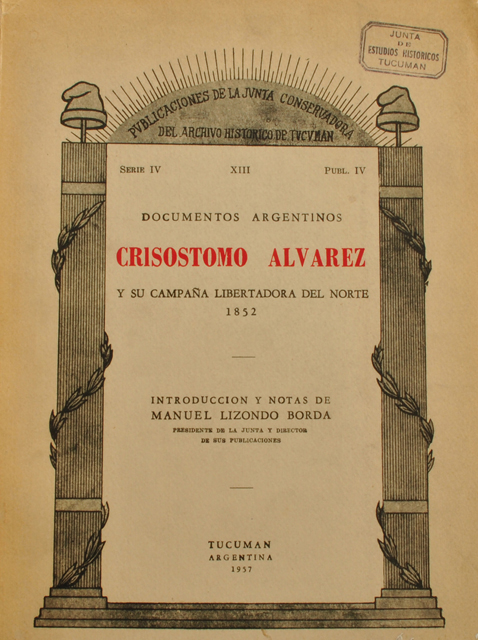 JUNTA
DE
ESTUDIOS HISTORICOS
TUCUMAN
PUBLICACIONES DE LA JUNTA CONSERVADORA
DEL ARCHIVO HISTORICO DE TVCVMAN
SERIE IV XIII PUBL. IV
DOCUMENTOS ARGENTINOS
CRISOSTOMO ALVAREZ
Y SU CAMPAÑA LIBERTADORA DEL NORTE
1852
INTRODUCCION Y NOTAS DE
MANUEL LIZONDO BORDA
PRESIDENTE DE LA JUNTA Y DIRECTOR
DE SUS PUBLICACIONES
TUCUMAN
ARGENTINA
1957